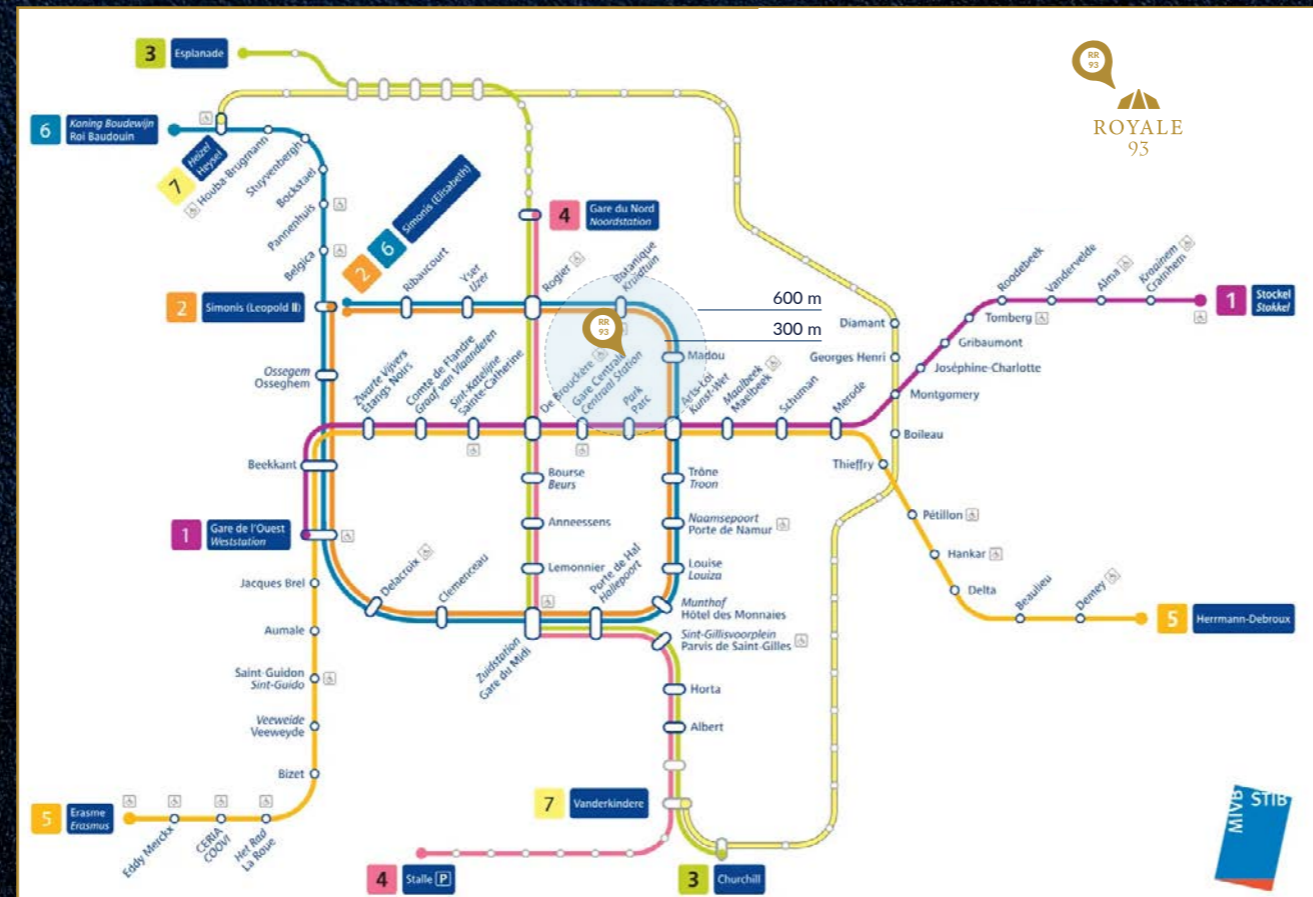 3
Esplanade
6
Koning Boudewijn
Roi Baudouin
7
Heizel
Heysel
Houba-Brugmann
Stuyvenbergh
Bockstael
Pannenhuis
Belgica
2
6
Simonis (Elisabeth)
2
Simonis (Leopold II)
Ribaucourt
Yser
IJzer
Rogier
4
Gare du Nord
Noordstation
Botanique
Kruidtuin
RR
93
ROYALE
93
600 m
300 m
RR
93
Madou
Ossegem
Osseghem
Zwarte Vijvers
Etangs Noirs
Comte de Flandre
Graaf van Vlaanderen
Sint-Katelijne
Sainte-Catherine
De Brouckère
Gare Centrale
Centraal Station
Park
Parc
Arts-Loi
Kunst-Wet
Maalbeek
Maelbeek
Schuman
Merode
Diamant
Georges Henri
Montgomery
Joséphine-Charlotte
Gribaumont
Tomberg
Roodebeek
Vandervelde
Alma
Kraainem
Crainhem
1
Stockel
Stokkel
Boileau
Thieffry
Pétillon
Hankar
Delta
Beaulieu
Demey
5
Herrmann-Debroux
Beekkant
1
Gare de l'Ouest
Weststation
Bourse
Beurs
Anneessens
Lemonnier
Trône
Troon
Naamsepoort
Porte de Namur
Louise
Louiza
Munthof
Hôtel des Monnaies
Delacroix
Clemenceau
Porte de Hal
Hallepoort
Zuidstation
Gare du Midi
Sint-Gillisvoorplein
Parvis de Saint-Gilles
Horta
Albert
Jacques Brel
Aumale
Saint-Guidon
Sint-Guido
Veeweide
Veeweyde
Bizet
5
Erasme
Erasmus
Eddy Merckx
CERIA
COOVI
Het Rad
La Roue
7
Vanderkindere
4
Stalle P
3
Churchill
MIVB
STIB